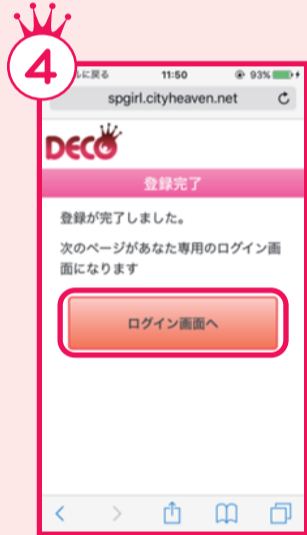 4
に戻る 11:50 93%
spgirl.cityheaven.net
DECO
登録完了
登録が完了しました。
次のページがあなた専用のログイン画
面になります
ログイン画面へ